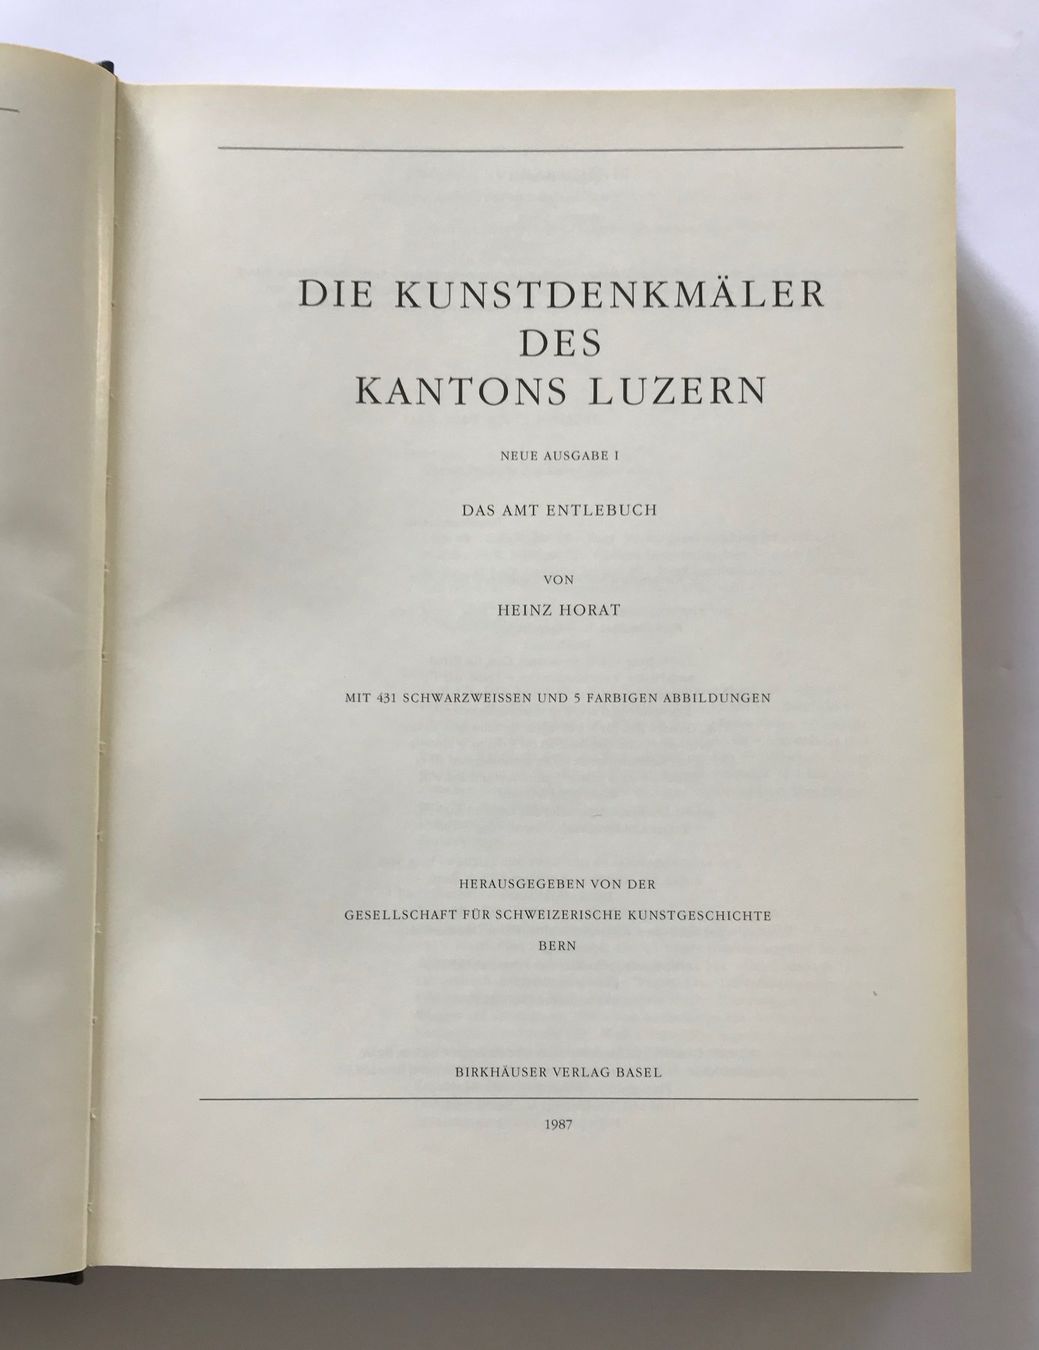 DIE KUNSTDENKMÄLER
DES
KANTONS LUZERN
NEUE AUSGABE I
DAS AMT ENTLEBUCH
VON
HEINZ HORAT
MIT 431 SCHWARZWEISSEN UND 5 FARBIGEN ABBILDUNGEN
HERAUSGEGEBEN VON DER
GESELLSCHAFT FÜR SCHWEIZERISCHE KUNSTGESCHICHTE
BERN
BIRKHÄUSER VERLAG BASEL
1987